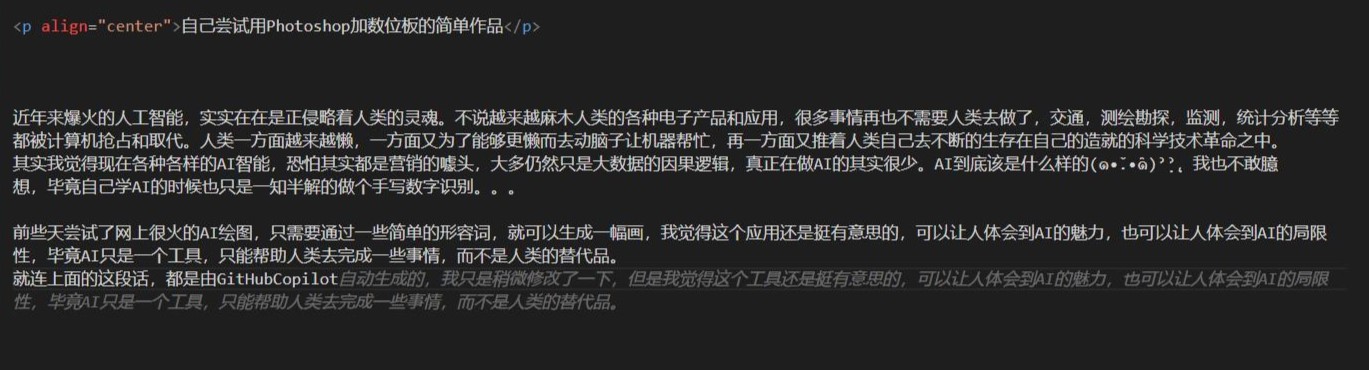 <p align="center">自己尝试用Photoshop加数位板的简单作品</p>
近年来爆火的人工智能，实实在在是正侵略着人类的灵魂。不说越来越麻木人类的各种电子产品和应用，很多事情再也不需要人类去做了，交通，测绘勘探，监测，统计分析等等
都被计算机抢占和取代。人类一方面越来越懒，一方面又为了能够更懒而去动脑子让机器帮忙，再一方面又推着人类自己去不断的生存在自己的造就的科学技术革命之中。
其实我觉得现在各种各样的AI智能，恐怕其实都是营销的噱头，大多仍然只是大数据的因果逻辑，真正在做AI的其实很少。AI到底该是什么样的 我也不敢臆
想，毕竟自己学AI的时候也只是一知半解的做个手写数字识别。。。
前些天尝试了网上很火的AI绘图，只需要通过一些简单的形容词，就可以生成一幅画，我觉得这个应用还是挺有意思的，可以让人体会到AI的魅力，也可以让人体会到AI的局限
性，毕竟AI只是一个工具，只能帮助人类去完成一些事情，而不是人类的替代品。
就连上面的这段话，都是由GitHubCopilot自动生成的，我只是稍微修改了一下，但是我觉得这个工具还是挺有意思的，可以让人体会到AI的魅力，也可以让人体会到AI的局限
性，毕竟AI只是一个工具，只能帮助人类去完成一些事情，而不是人类的替代品。